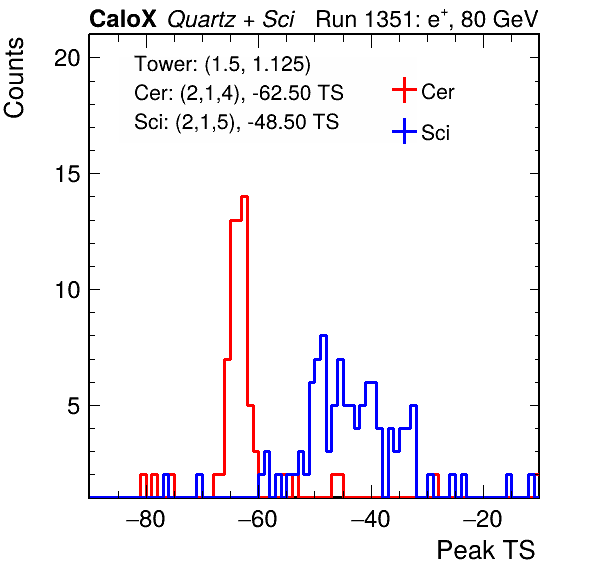 CaloX Quartz + Sci Run 1351: e⁺, 80 GeV
Counts
Tower: (1.5, 1.125)
Cer: (2,1,4), -62.50 TS
Sci: (2,1,5), -48.50 TS
Cer
Sci
20
15
10
5
−80 −60 −40 −20
Peak TS